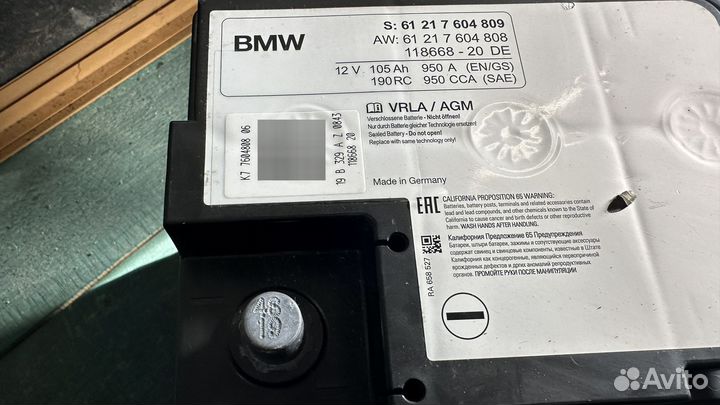 BMW
S: 61 21 7 604 809
AW: 61 21 7 604 808
118668 - 20 DE
12 V 105 Ah 950 A (EN/GS)
190 RC 950 CCA (SAE)
VRLA / AGM
Verschlossene Batterie - Nicht öffnen!
Nur durch Batterie gleicher Technologie ersetzen!
Sealed Battery - Do not open!
Replace with same technology only!
K7 7604808 06
19 B 329 A Z 0843
118668 20
Made in Germany
EAC
CALIFORNIA PROPOSITION 65 WARNING:
Batteries, battery posts, terminals and related accessories contain
lead and lead compounds, and other chemicals known to the State of
California to cause cancer and birth defects or other reproductive
harm. WASH HANDS AFTER HANDLING.
Калифорния Предложение 65 Предупреждения
Батареи, штыри батареи, зажимы и сопутствующие аксессуары
содержат свинец и свинцовые компоненты, известные в Штате
Калифорния как концерогенные, являющийся первопричиной
врожденных дефектов и других аномалий репродуктивных
органов. ПРОМОЙТЕ РУКИ ПОСЛЕ МАНИПУЛЯЦИИ
RA 658 527
Avito